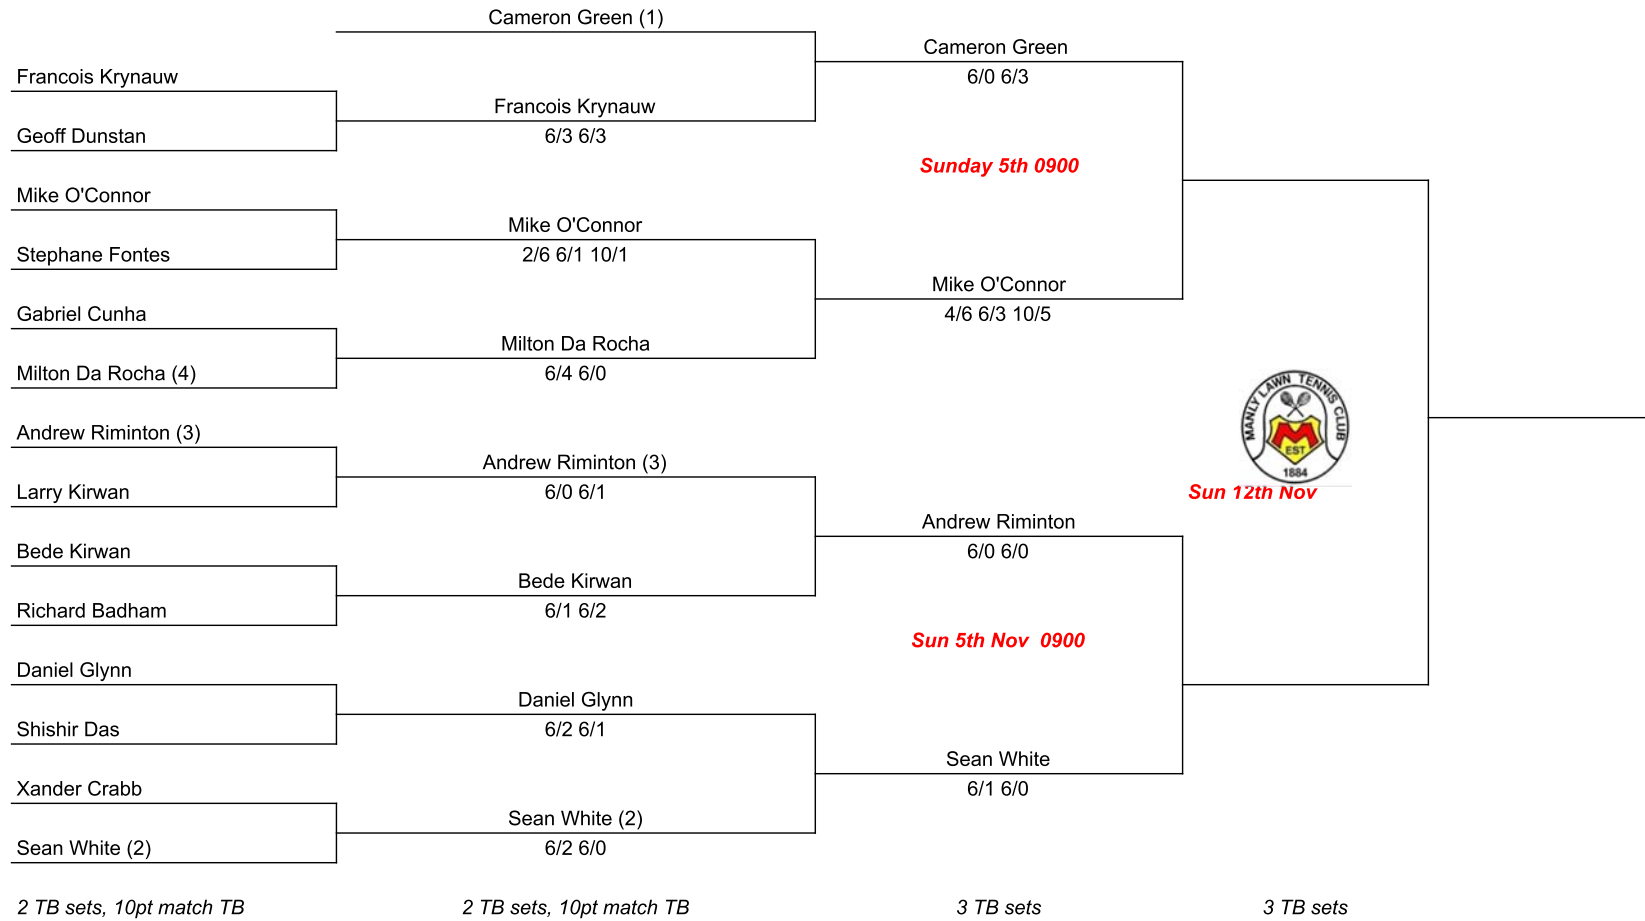 Cameron Green (1)
Cameron Green
Francois Krynauw
6/0 6/3
Francois Krynauw
Geoff Dunstan
6/3 6/3
Sunday 5th 0900
Mike O'Connor
Mike O'Connor
Stephane Fontes
2/6 6/1 10/1
Mike O'Connor
Gabriel Cunha
4/6 6/3 10/5
Milton Da Rocha
Milton Da Rocha (4)
6/4 6/0
MANLY LAWN TENNIS CLUB
M
EST
1884
Andrew Riminton (3)
Andrew Riminton (3)
Larry Kirwan
6/0 6/1
Sun 12th Nov
Andrew Riminton
Bede Kirwan
6/0 6/0
Bede Kirwan
Richard Badham
6/1 6/2
Sun 5th Nov  0900
Daniel Glynn
Daniel Glynn
Shishir Das
6/2 6/1
Sean White
Xander Crabb
6/1 6/0
Sean White (2)
Sean White (2)
6/2 6/0
2 TB sets, 10pt match TB
2 TB sets, 10pt match TB
3 TB sets
3 TB sets